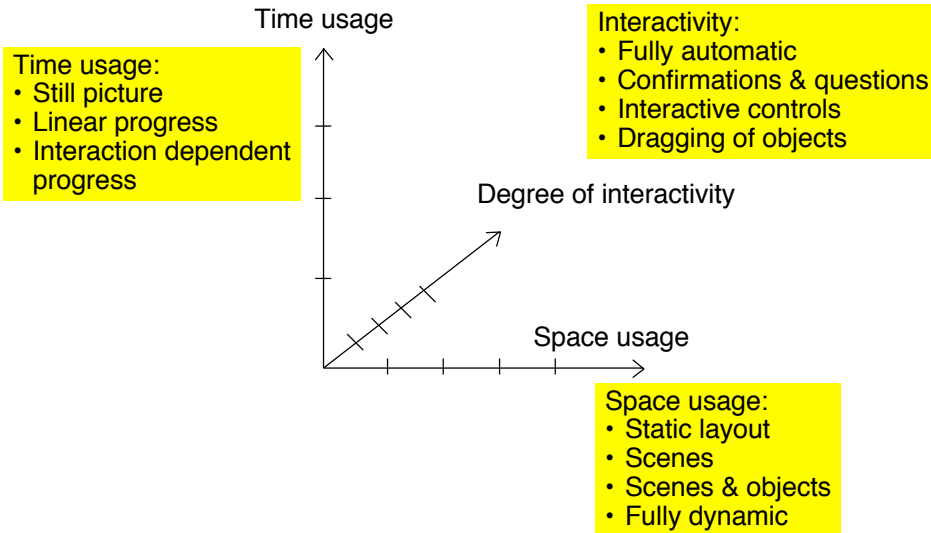 Time usage
Time usage:
• Still picture
• Linear progress
• Interaction dependent
progress
Interactivity:
• Fully automatic
• Confirmations & questions
• Interactive controls
• Dragging of objects
Degree of interactivity
Space usage
Space usage:
• Static layout
• Scenes
• Scenes & objects
• Fully dynamic